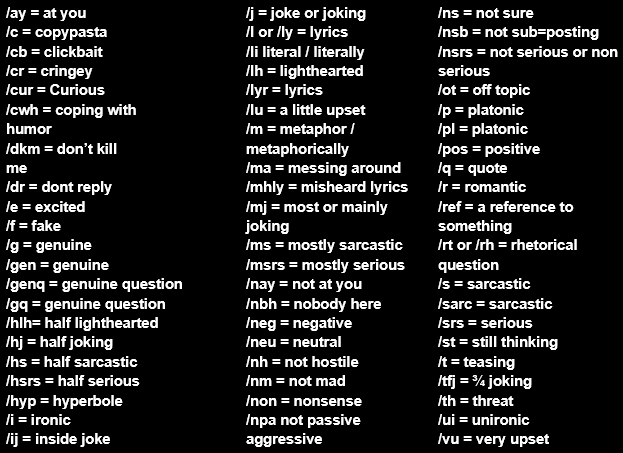 /ay = at you
/c = copypasta
/cb = clickbait
/cr = cringey
/cur = Curious
/cwh = coping with
humor
/dkm = don’t kill
me
/dr = dont reply
/e = excited
/f = fake
/g = genuine
/gen = genuine
/genq = genuine question
/gq = genuine question
/hlh= half lighthearted
/hj = half joking
/hs = half sarcastic
/hsrs = half serious
/hyp = hyperbole
/i = ironic
/ij = inside joke
/j = joke or joking
/l or /ly = lyrics
/li literal / literally
/lh = lighthearted
/lyr = lyrics
/lu = a little upset
/m = metaphor /
metaphorically
/ma = messing around
/mhly = misheard lyrics
/mj = most or mainly
joking
/ms = mostly sarcastic
/msrs = mostly serious
/nay = not at you
/nbh = nobody here
/neg = negative
/neu = neutral
/nh = not hostile
/nm = not mad
/non = nonsense
/npa not passive
aggressive
/ns = not sure
/nsb = not sub=posting
/nsrs = not serious or non
serious
/ot = off topic
/p = platonic
/pl = platonic
/pos = positive
/q = quote
/r = romantic
/ref = a reference to
something
/rt or /rh = rhetorical
question
/s = sarcastic
/sarc = sarcastic
/srs = serious
/st = still thinking
/t = teasing
/tfj = ¾ joking
/th = threat
/ui = unironic
/vu = very upset